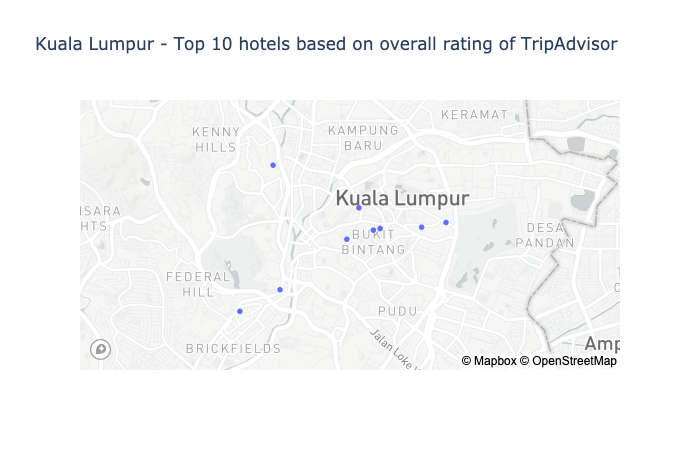 Kuala Lumpur - Top 10 hotels based on overall rating of TripAdvisor
KERAMAT
KENNY
HILLS
KAMPUNG
BARU
Kuala Lumpur
ISARA
HTS
DESA
PANDAN
BUKIT
BINTANG
FEDERAL
HILL
PUDU
BRICKFIELDS
Jalan Loke
Amp
© Mapbox © OpenStreetMap